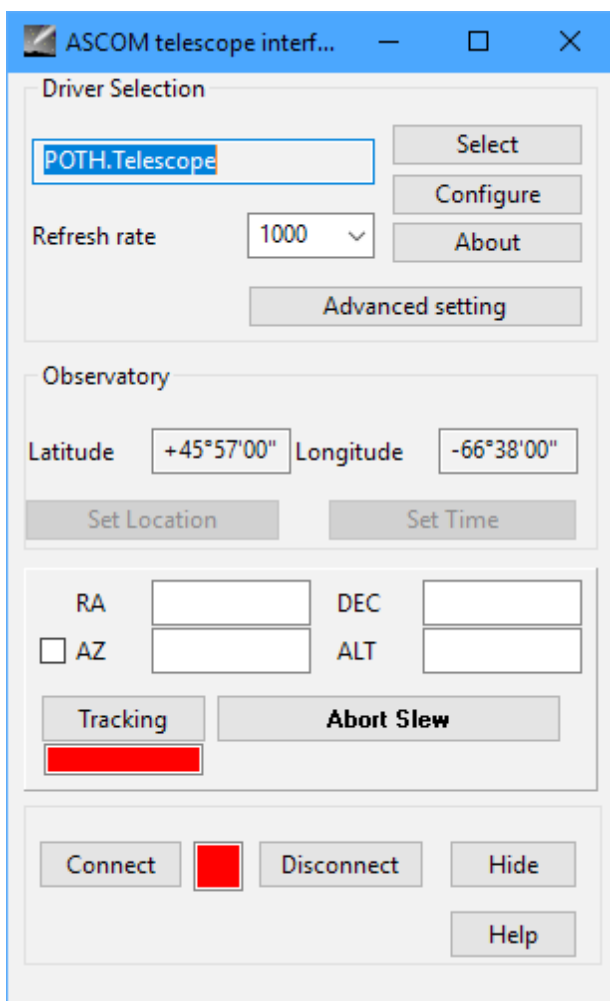 ASCOM telescope interf...
Driver Selection
POTH.Telescope
Select
Configure
Refresh rate 1000 About
Advanced setting
Observatory
Latitude +45°57'00" Longitude -66°38'00"
Set Location Set Time
RA DEC
AZ ALT
Tracking Abort Slew
Connect Disconnect Hide
Help